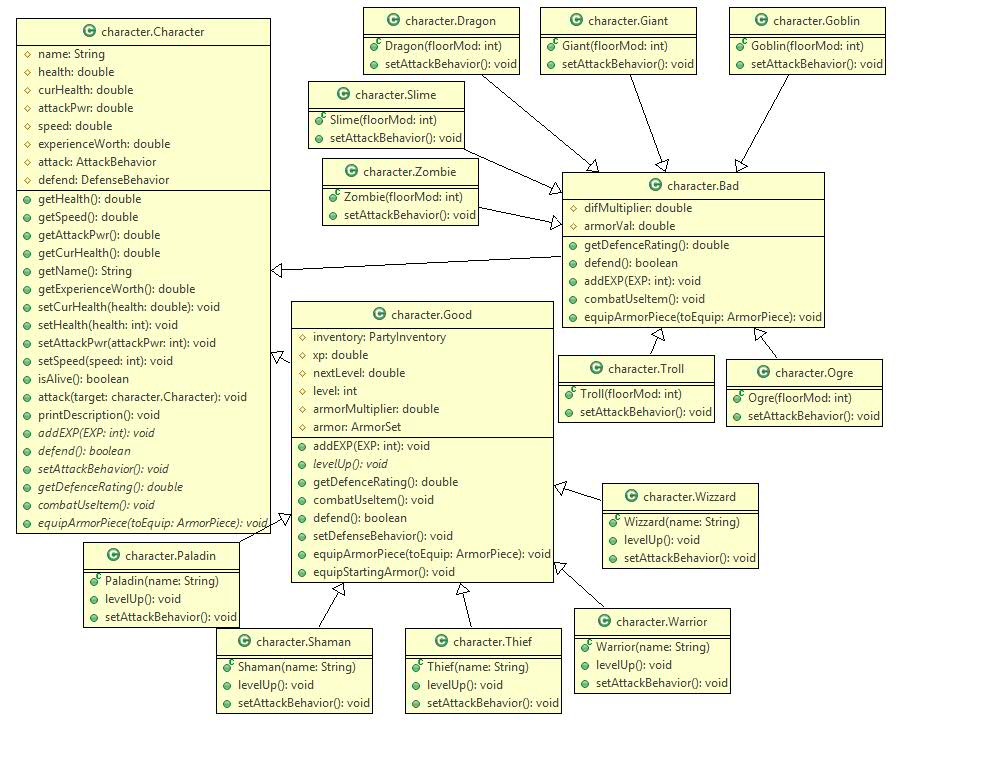 character.Character
name: String
health: double
curHealth: double
attackPwr: double
speed: double
experienceWorth: double
attack: AttackBehavior
defend: DefenseBehavior
getHealth(): double
getSpeed(): double
getAttackPwr(): double
getCurHealth(): double
getName(): String
getExperienceWorth(): double
setCurHealth(health: double): void
setHealth(health: int): void
setAttackPwr(attackPwr: int): void
setSpeed(speed: int): void
isAlive(): boolean
attack(target: character.Character): void
printDescription(): void
addEXP(EXP: int): void
defend(): boolean
setAttackBehavior(): void
getDefenceRating(): double
combatUseItem(): void
equipArmorPiece(toEquip: ArmorPiece): void
character.Dragon
Dragon(floorMod: int)
setAttackBehavior(): void
character.Giant
Giant(floorMod: int)
setAttackBehavior(): void
character.Goblin
Goblin(floorMod: int)
setAttackBehavior(): void
character.Slime
Slime(floorMod: int)
setAttackBehavior(): void
character.Zombie
Zombie(floorMod: int)
setAttackBehavior(): void
character.Bad
difMultiplier: double
armorVal: double
getDefenceRating(): double
defend(): boolean
addEXP(EXP: int): void
combatUseItem(): void
equipArmorPiece(toEquip: ArmorPiece): void
character.Good
inventory: PartyInventory
xp: double
nextLevel: double
level: int
armorMultiplier: double
armor: ArmorSet
addEXP(EXP: int): void
levelUp(): void
getDefenceRating(): double
combatUseItem(): void
defend(): boolean
setDefenseBehavior(): void
equipArmorPiece(toEquip: ArmorPiece): void
equipStartingArmor(): void
character.Troll
Troll(floorMod: int)
setAttackBehavior(): void
character.Ogre
Ogre(floorMod: int)
setAttackBehavior(): void
character.Wizzard
Wizzard(name: String)
levelUp(): void
setAttackBehavior(): void
character.Paladin
Paladin(name: String)
levelUp(): void
setAttackBehavior(): void
character.Shaman
Shaman(name: String)
levelUp(): void
setAttackBehavior(): void
character.Thief
Thief(name: String)
levelUp(): void
setAttackBehavior(): void
character.Warrior
Warrior(name: String)
levelUp(): void
setAttackBehavior(): void